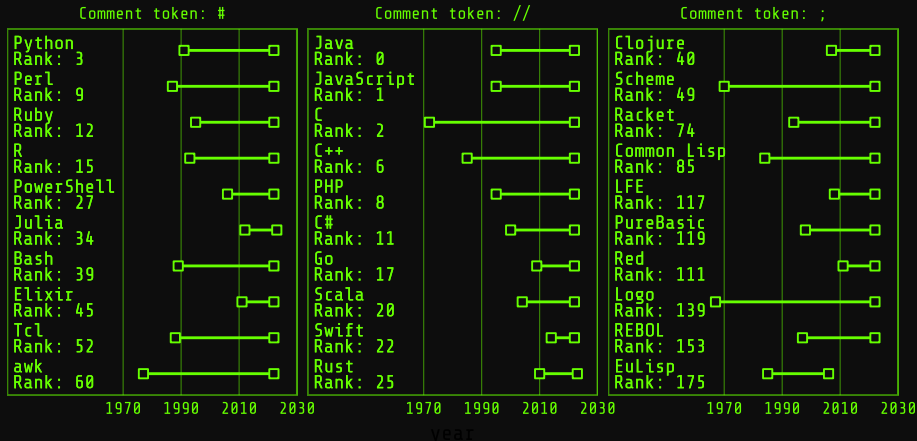 Comment token: #
Python
Rank: 3
Perl
Rank: 9
Ruby
Rank: 12
R
Rank: 15
PowerShell
Rank: 27
Julia
Rank: 34
Bash
Rank: 39
Elixir
Rank: 45
Tcl
Rank: 52
awk
Rank: 60
1970 1990 2010 2030
Comment token: //
Java
Rank: 0
JavaScript
Rank: 1
C
Rank: 2
C++
Rank: 6
PHP
Rank: 8
C#
Rank: 11
Go
Rank: 17
Scala
Rank: 20
Swift
Rank: 22
Rust
Rank: 25
1970 1990 2010 2030
Comment token: ;
Clojure
Rank: 40
Scheme
Rank: 49
Racket
Rank: 74
Common Lisp
Rank: 85
LFE
Rank: 117
PureBasic
Rank: 119
Red
Rank: 111
Logo
Rank: 139
REBOL
Rank: 153
EuLisp
Rank: 175
1970 1990 2010 2030
year